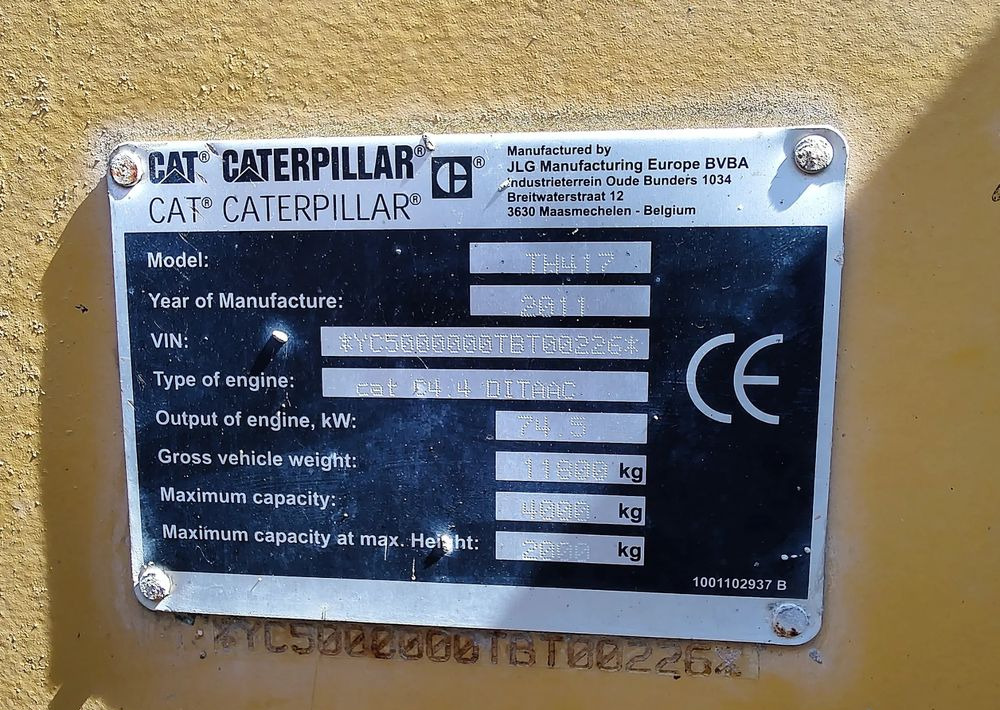 CAT® CATERPILLAR® ®
CAT® CATERPILLAR®
Manufactured by
JLG Manufacturing Europe BVBA
Industrieterrein Oude Bunders 1034
Breitwaterstraat 12
3630 Maasmechelen - Belgium
Model: TH417
Year of Manufacture: 2011
VIN: *YC5000000TBT00226*
Type of engine: cat C4.4 DITAAC
Output of engine, kW: 74.5
Gross vehicle weight: 11800 kg
Maximum capacity: 4000 kg
Maximum capacity at max. Height: 2000 kg
CE
1001102937 B
*YC5000000TBT00226*